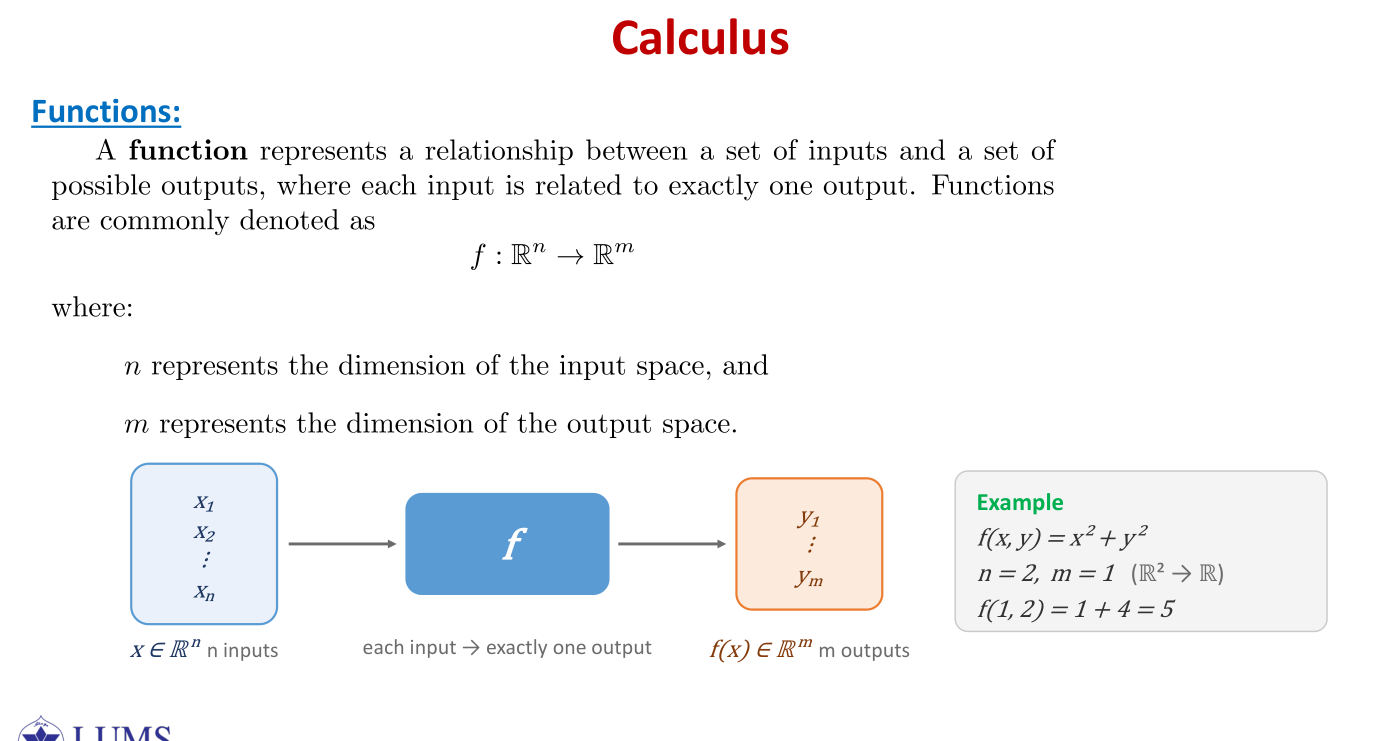 Calculus
Functions:
A function represents a relationship between a set of inputs and a set of
possible outputs, where each input is related to exactly one output. Functions
are commonly denoted as
f : ℝⁿ → ℝᵐ
where:
n represents the dimension of the input space, and
m represents the dimension of the output space.
x₁
x₂
⋮
xₙ
f
y₁
⋮
yₘ
x ∈ ℝⁿ n inputs
each input → exactly one output
f(x) ∈ ℝᵐ m outputs
Example
f(x, y) = x² + y²
n = 2, m = 1 (ℝ² → ℝ)
f(1, 2) = 1 + 4 = 5
LUMS